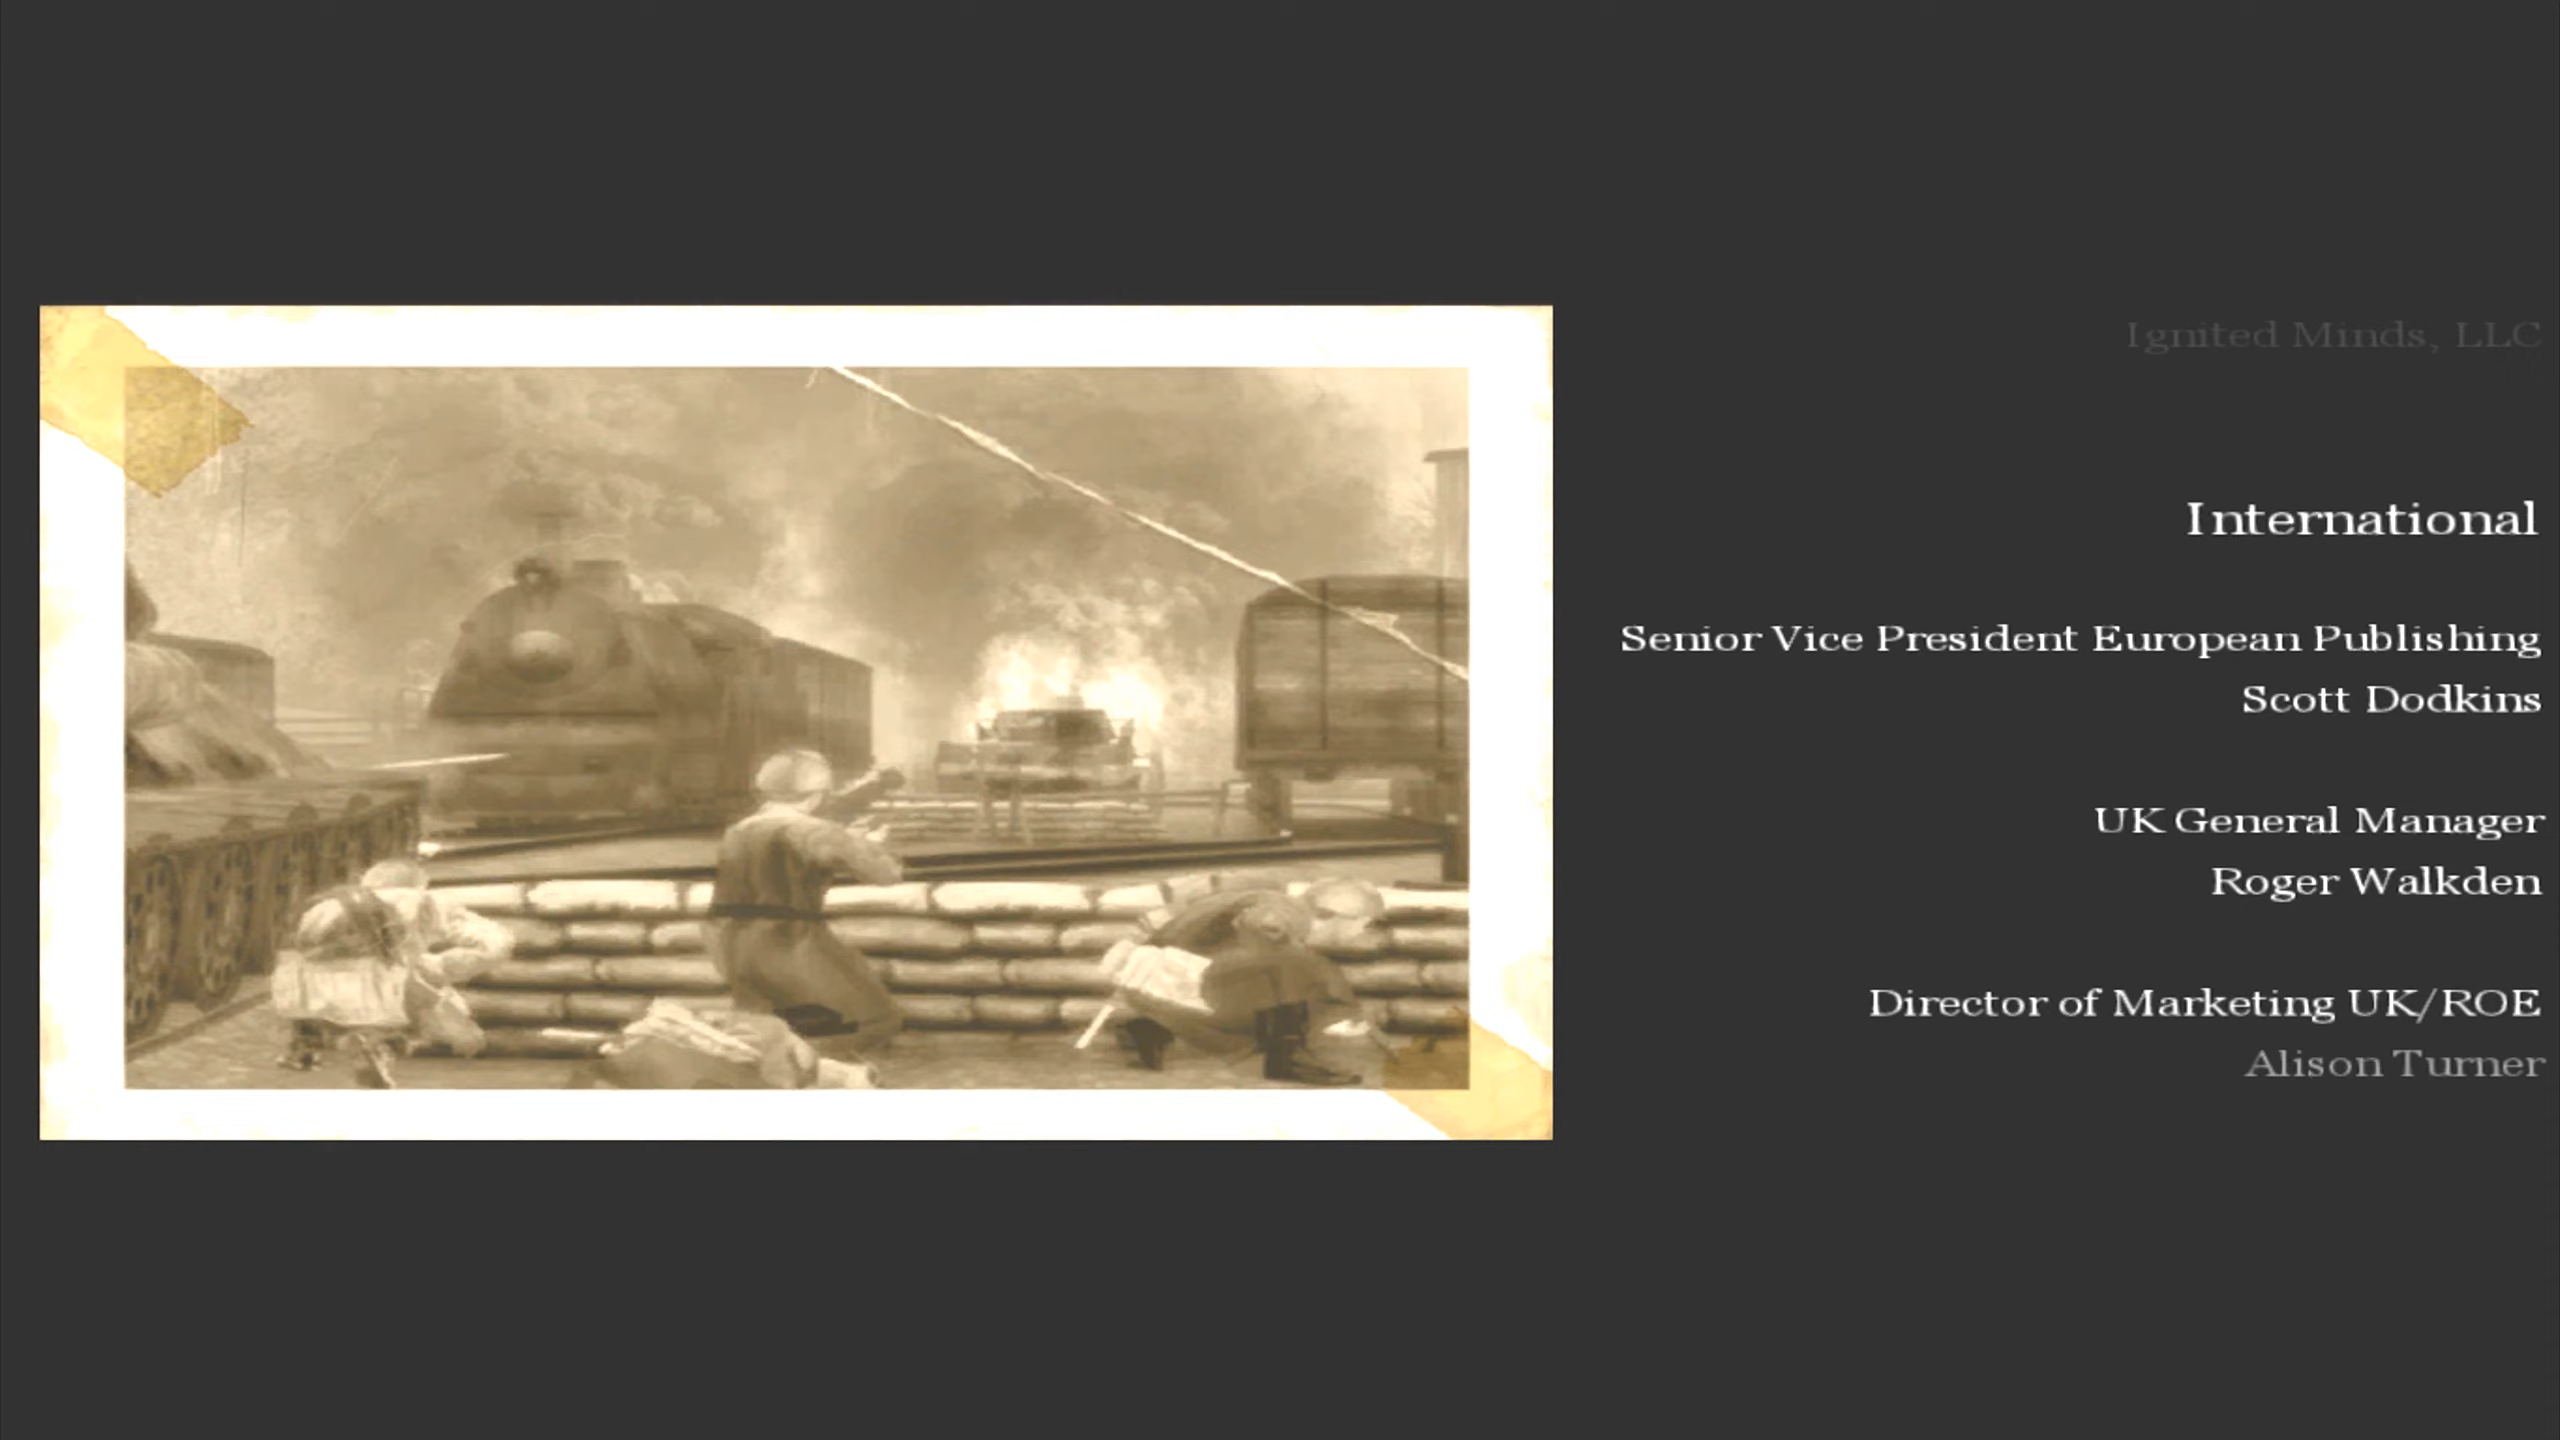 Ignited Minds, LLC
International
Senior Vice President European Publishing
Scott Dodkins
UK General Manager
Roger Walkden
Director of Marketing UK/ROE
Alison Turner